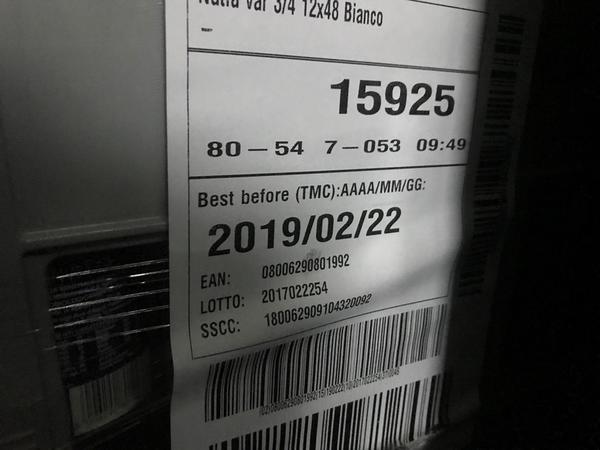 Var 3/4 12x48 Bianco
15925
80–54 7–053 09:49
Best before (TMC):AAAA/MM/GG:
2019/02/22
EAN: 08006290801992
LOTTO: 2017022254
SSCC: 180062909104320092